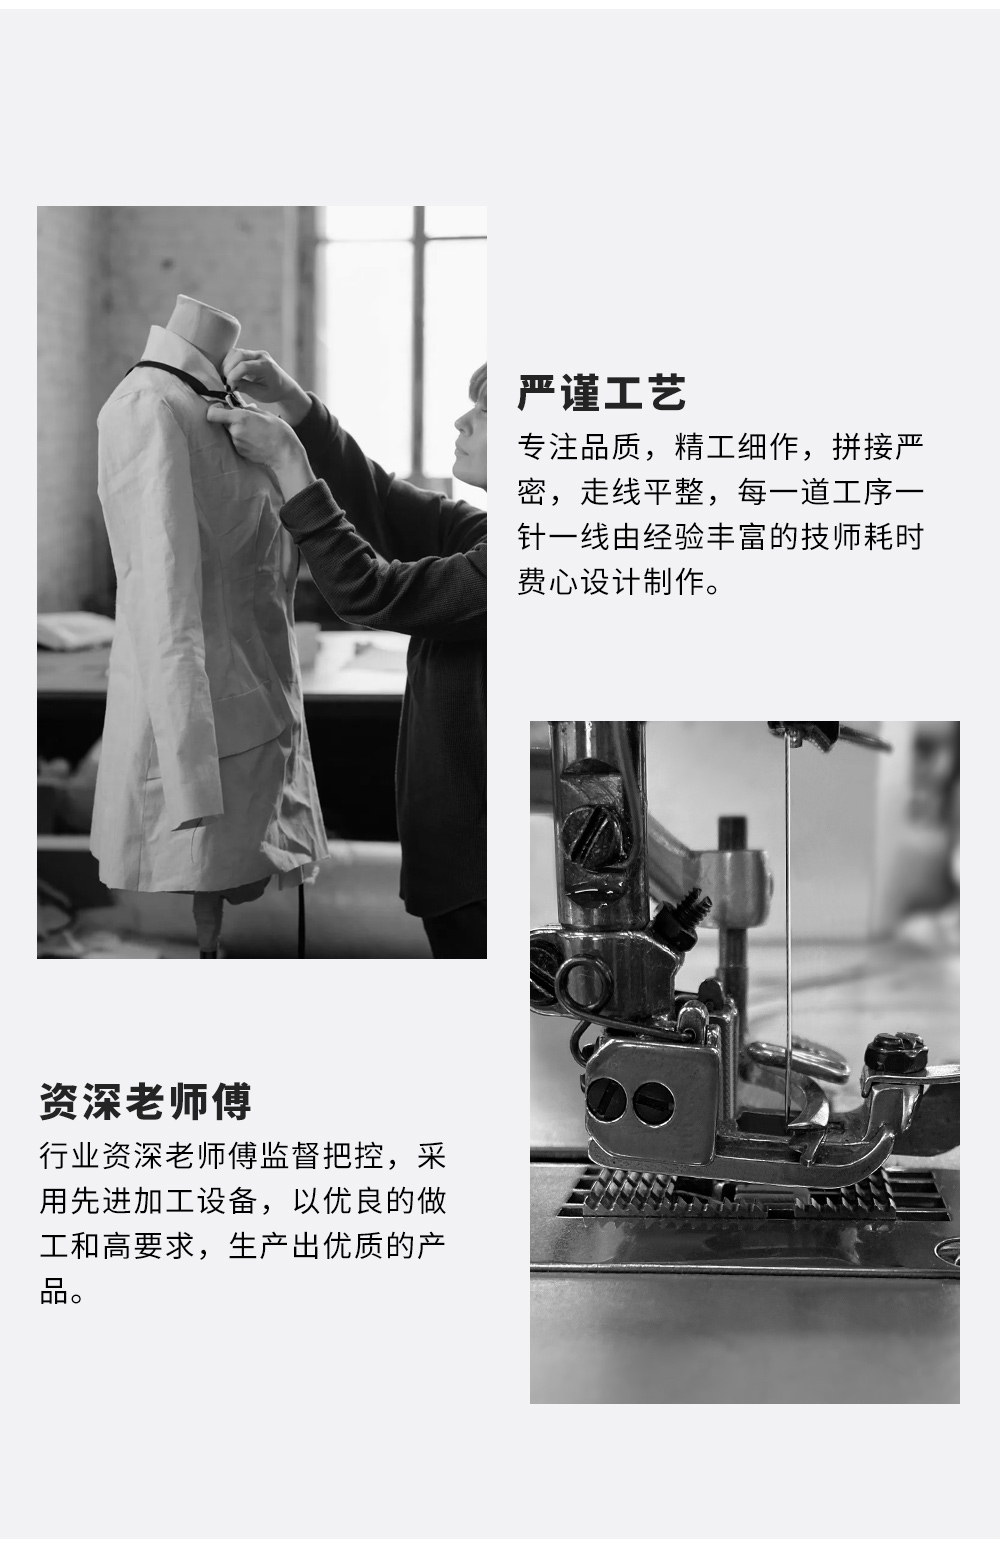 严谨工艺
专注品质，精工细作，拼接严
密，走线平整，每一道工序一
针一线由经验丰富的技师耗时
费心设计制作。
资深老师傅
行业资深老师傅监督把控，采
用先进加工设备，以优良的做
工和高要求，生产出优质的产
品。